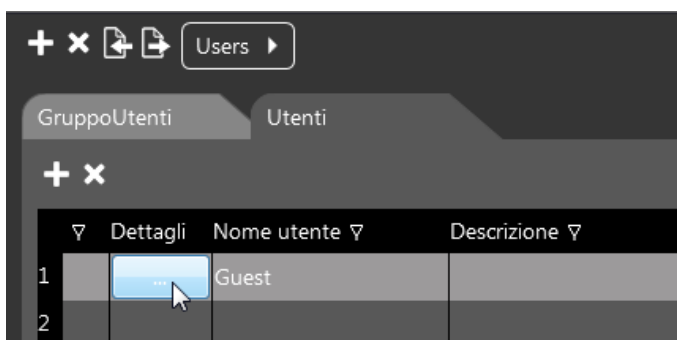 Users
GruppoUtenti Utenti
Dettagli Nome utente Descrizione
1 ... Guest
2